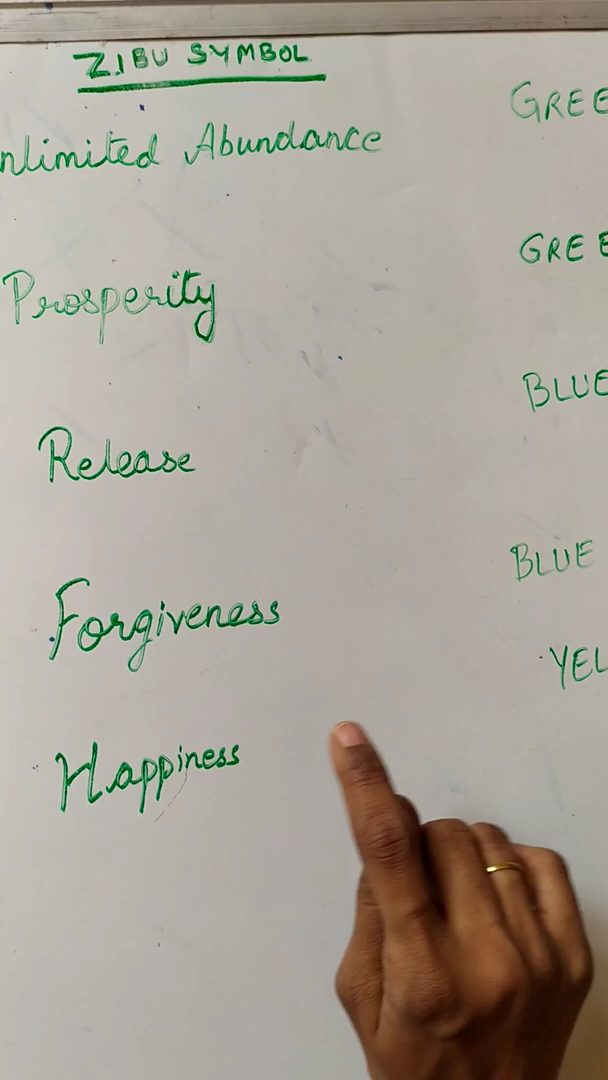 ZIBU SYMBOL
nlimited Abundance GREE
Prosperity GREE
Release BLUE
Forgiveness BLUE
YEL
Happiness